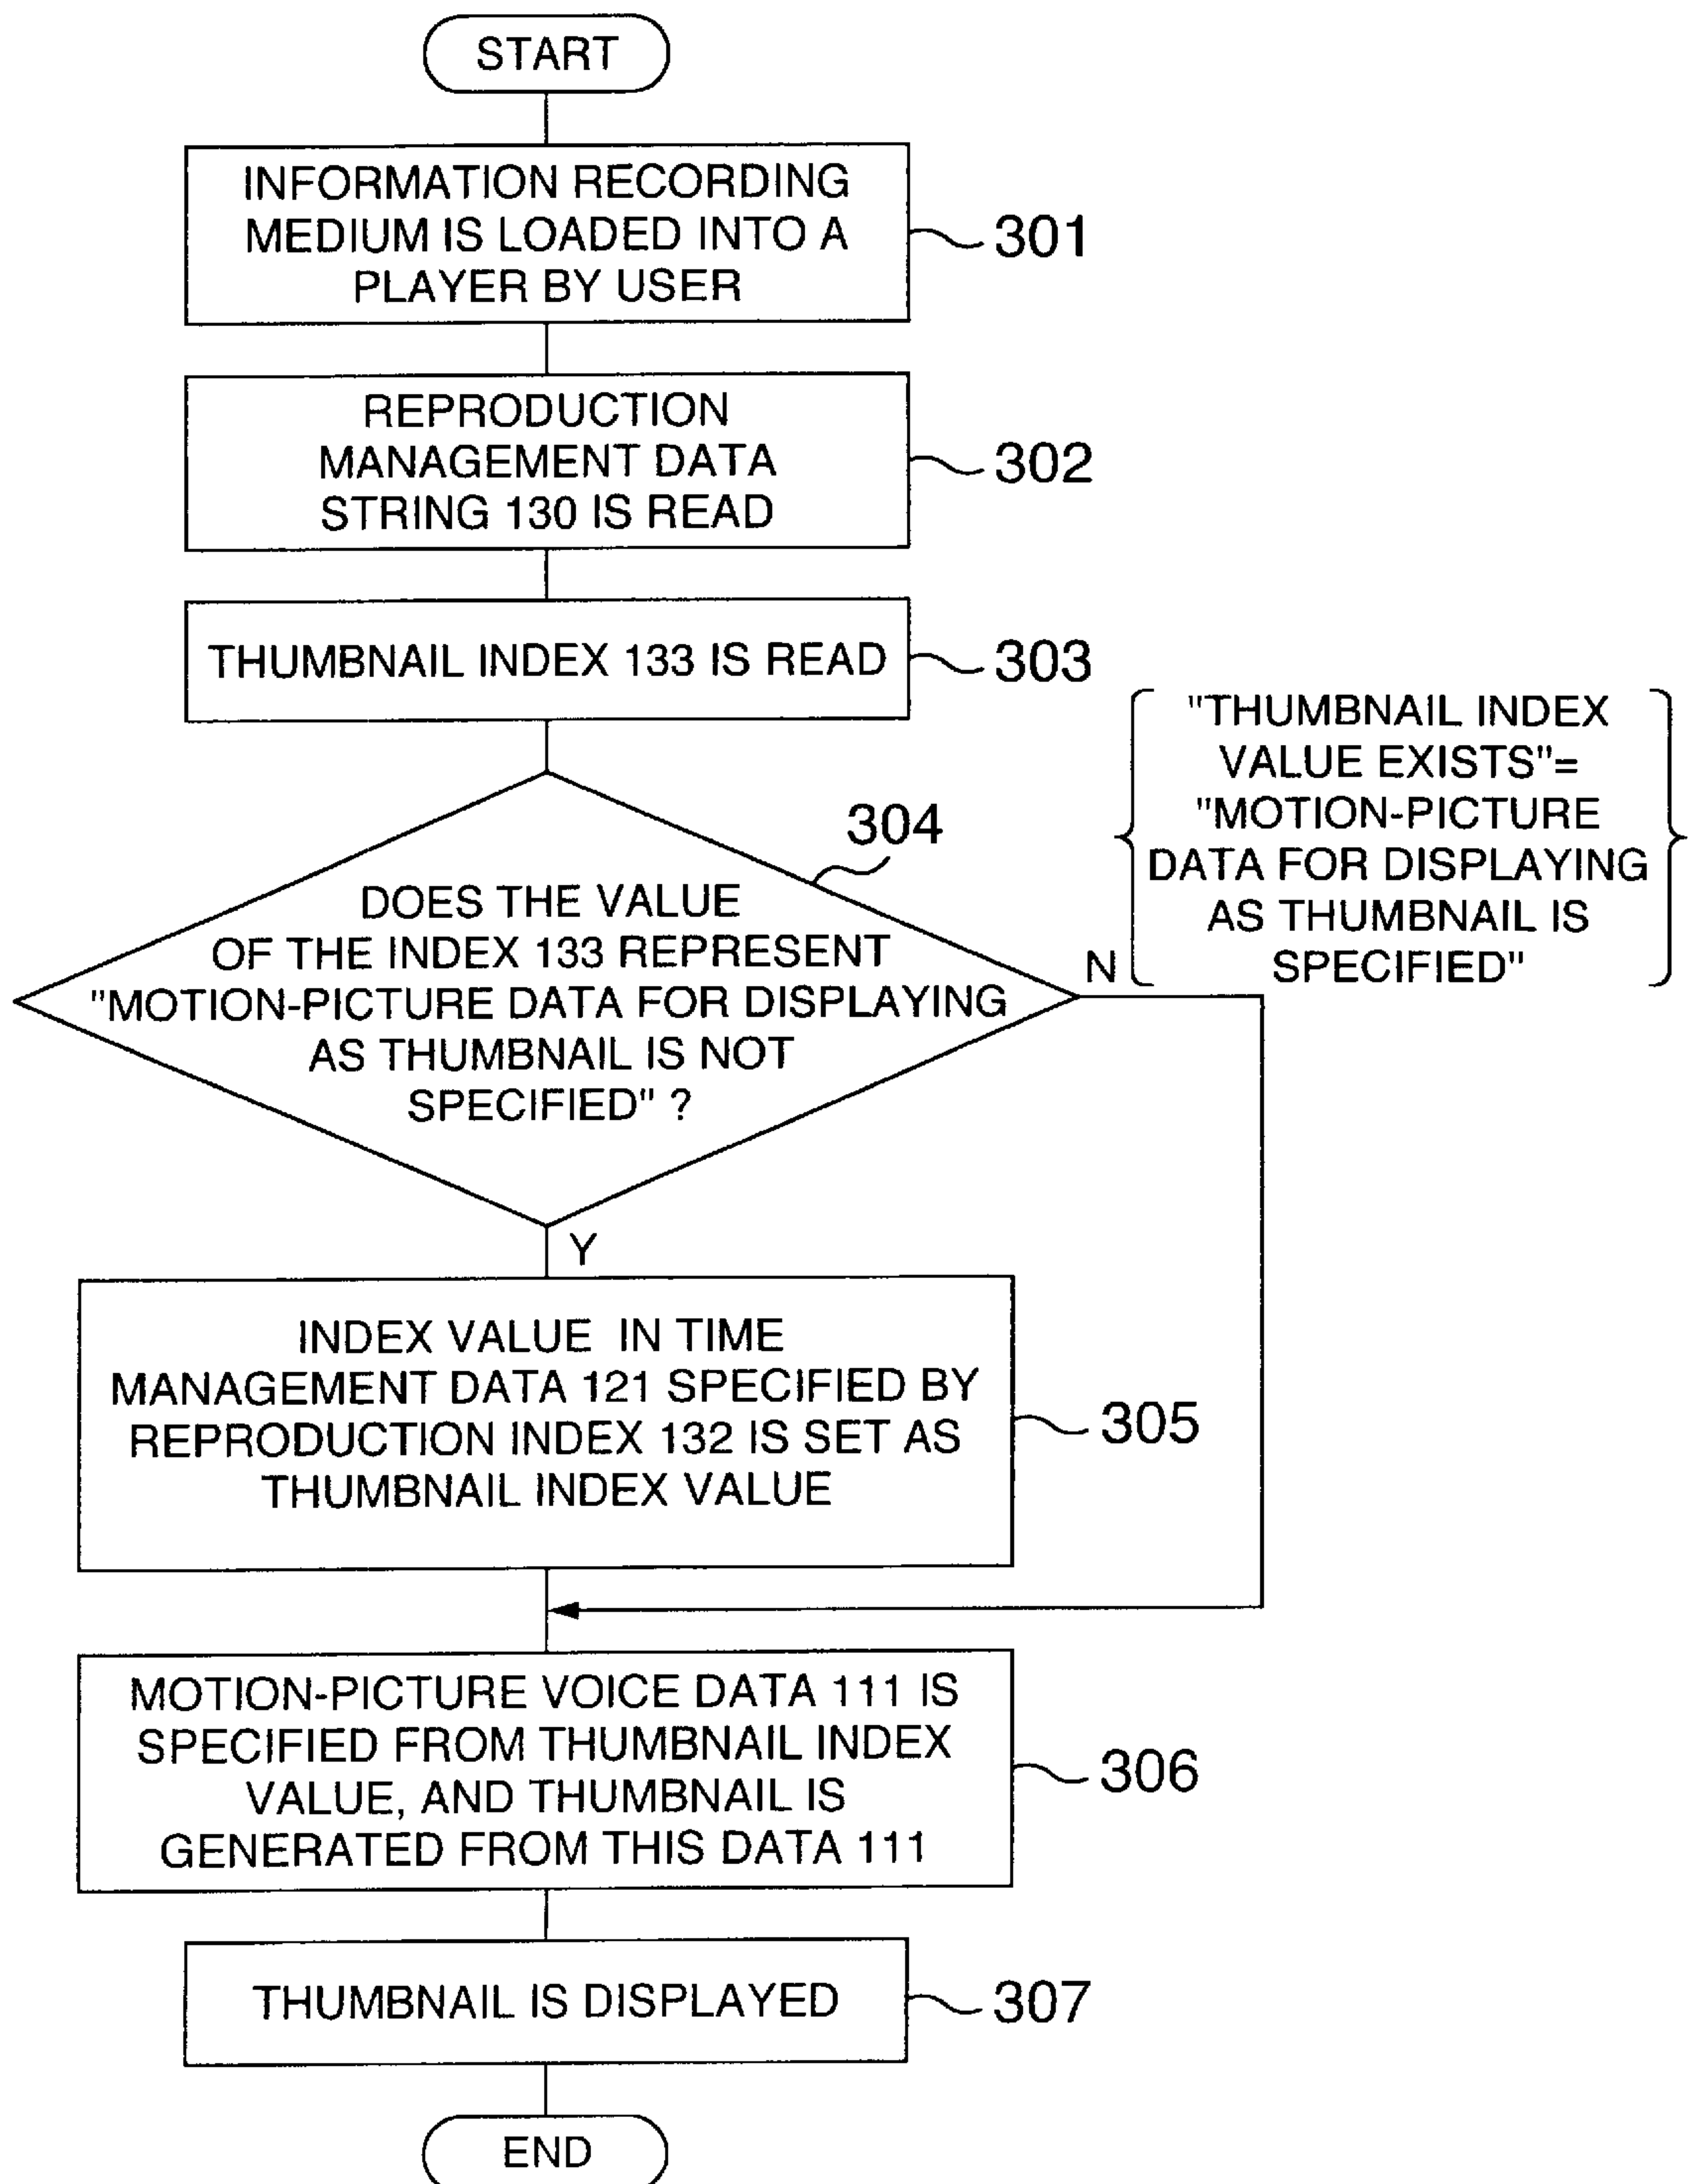 START
INFORMATION RECORDING
MEDIUM IS LOADED INTO A
PLAYER BY USER
301
REPRODUCTION
MANAGEMENT DATA
STRING 130 IS READ
302
THUMBNAIL INDEX 133 IS READ
303
"THUMBNAIL INDEX
VALUE EXISTS"=
"MOTION-PICTURE
DATA FOR DISPLAYING
AS THUMBNAIL IS
SPECIFIED"
304
DOES THE VALUE
OF THE INDEX 133 REPRESENT
"MOTION-PICTURE DATA FOR DISPLAYING
AS THUMBNAIL IS NOT
SPECIFIED" ?
N
Y
INDEX VALUE IN TIME
MANAGEMENT DATA 121 SPECIFIED BY
REPRODUCTION INDEX 132 IS SET AS
THUMBNAIL INDEX VALUE
305
MOTION-PICTURE VOICE DATA 111 IS
SPECIFIED FROM THUMBNAIL INDEX
VALUE, AND THUMBNAIL IS
GENERATED FROM THIS DATA 111
306
THUMBNAIL IS DISPLAYED
307
END